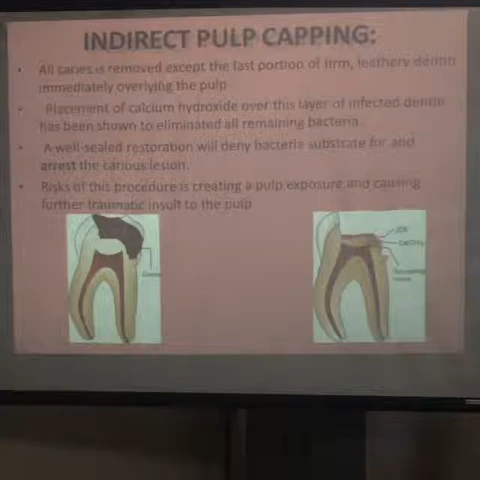 INDIRECT PULP CAPPING:
• All caries is removed except the last portion of firm, leathery dentin
immediately overlying the pulp
• Placement of calcium hydroxide over this layer of infected dentin
has been shown to eliminated all remaining bacteria.
• A well-sealed restoration will deny bacteria substrate for and
arrest the carious lesion.
• Risks of this procedure is creating a pulp exposure and causing
further traumatic insult to the pulp